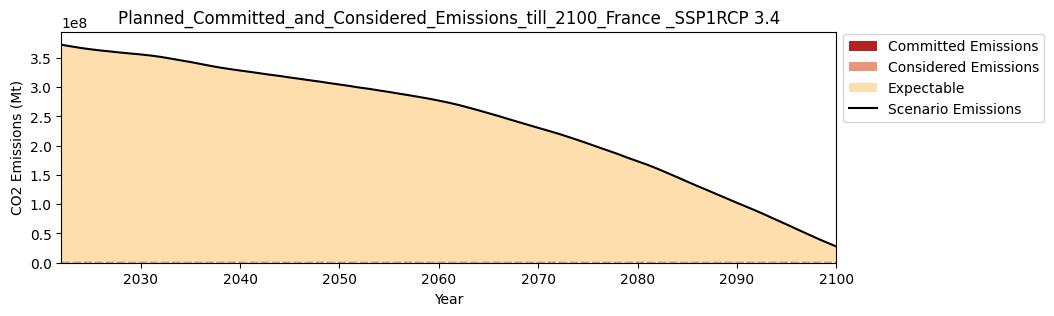 Planned_Committed_and_Considered_Emissions_till_2100_France _SSP1RCP 3.4
1e8
3.5
3.0
2.5
2.0
1.5
1.0
0.5
0.0
CO2 Emissions (Mt)
2030 2040 2050 2060 2070 2080 2090 2100
Year
Committed Emissions
Considered Emissions
Expectable
Scenario Emissions